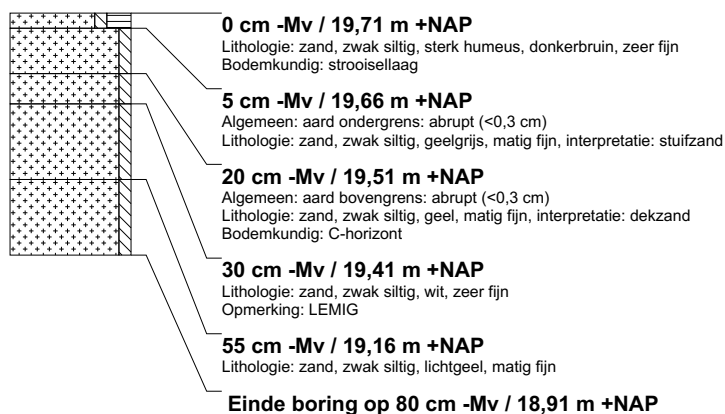 0 cm -Mv / 19,71 m +NAP
Lithologie: zand, zwak siltig, sterk humeus, donkerbruin, zeer fijn
Bodemkundig: strooisellaag
5 cm -Mv / 19,66 m +NAP
Algemeen: aard ondergrens: abrupt (<0,3 cm)
Lithologie: zand, zwak siltig, geelgrijs, matig fijn, interpretatie: stuifzand
20 cm -Mv / 19,51 m +NAP
Algemeen: aard bovengrens: abrupt (<0,3 cm)
Lithologie: zand, zwak siltig, geel, matig fijn, interpretatie: dekzand
Bodemkundig: C-horizont
30 cm -Mv / 19,41 m +NAP
Lithologie: zand, zwak siltig, wit, zeer fijn
Opmerking: LEMIG
55 cm -Mv / 19,16 m +NAP
Lithologie: zand, zwak siltig, lichtgeel, matig fijn
Einde boring op 80 cm -Mv / 18,91 m +NAP